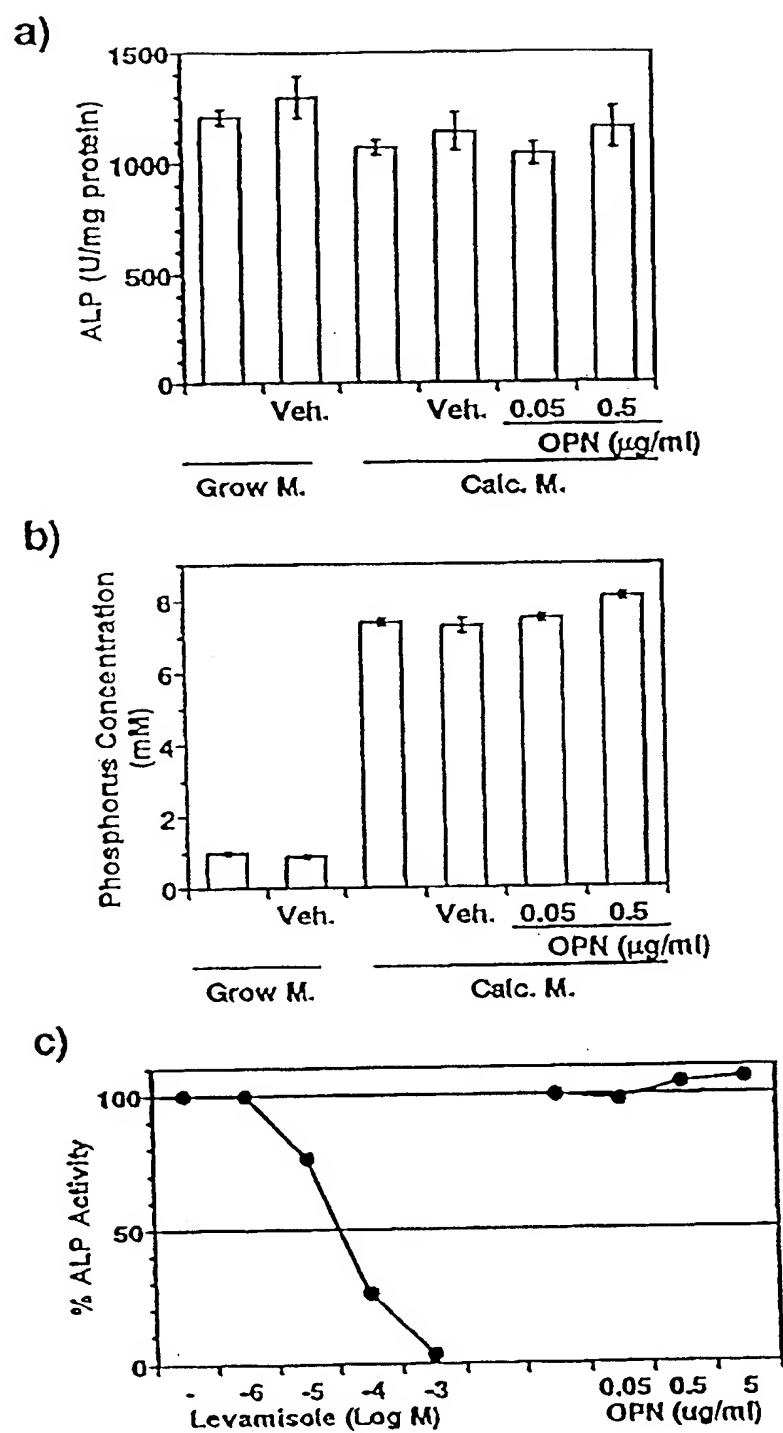 a)
1500
1000
500
0
ALP (U/mg protein)
Veh. Veh. 0.05 0.5
OPN (µg/ml)
Grow M. Calc. M.
b)
8
6
4
2
0
Phosphorus Concentration
(mM)
Veh. Veh. 0.05 0.5
OPN (µg/ml)
Grow M. Calc. M.
c)
100
50
0
% ALP Activity
- -6 -5 -4 -3 0.05 0.5 5
Levamisole (Log M) OPN (ug/ml)